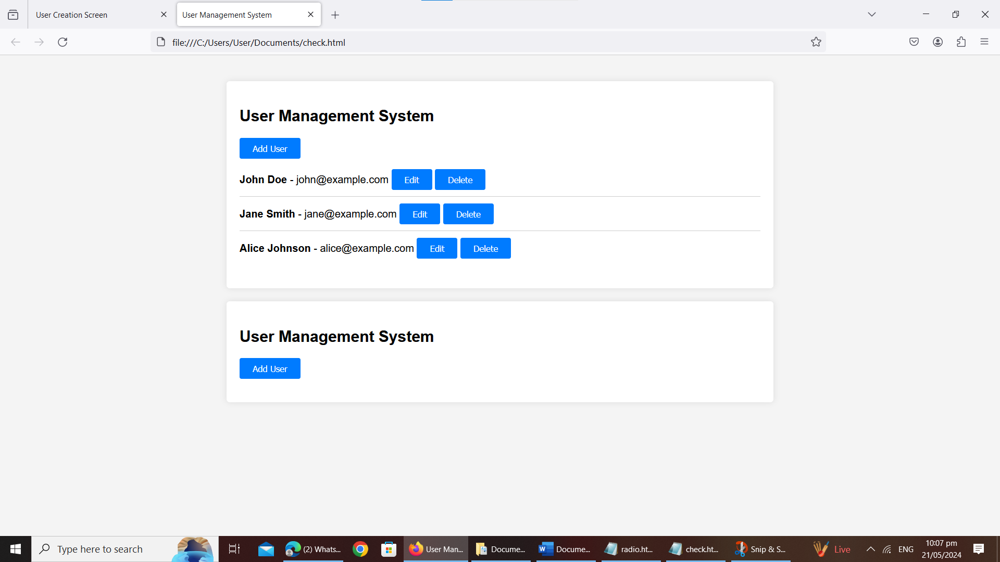 User Creation Screen
User Management System
file:///C:/Users/User/Documents/check.html
User Management System
Add User
John Doe - john@example.com Edit Delete
Jane Smith - jane@example.com Edit Delete
Alice Johnson - alice@example.com Edit Delete
User Management System
Add User
Type here to search
(2) Whats...
User Man...
Docume...
Docume...
radio.ht...
check.ht...
Snip & S...
Live
ENG
10:07 pm
21/05/2024